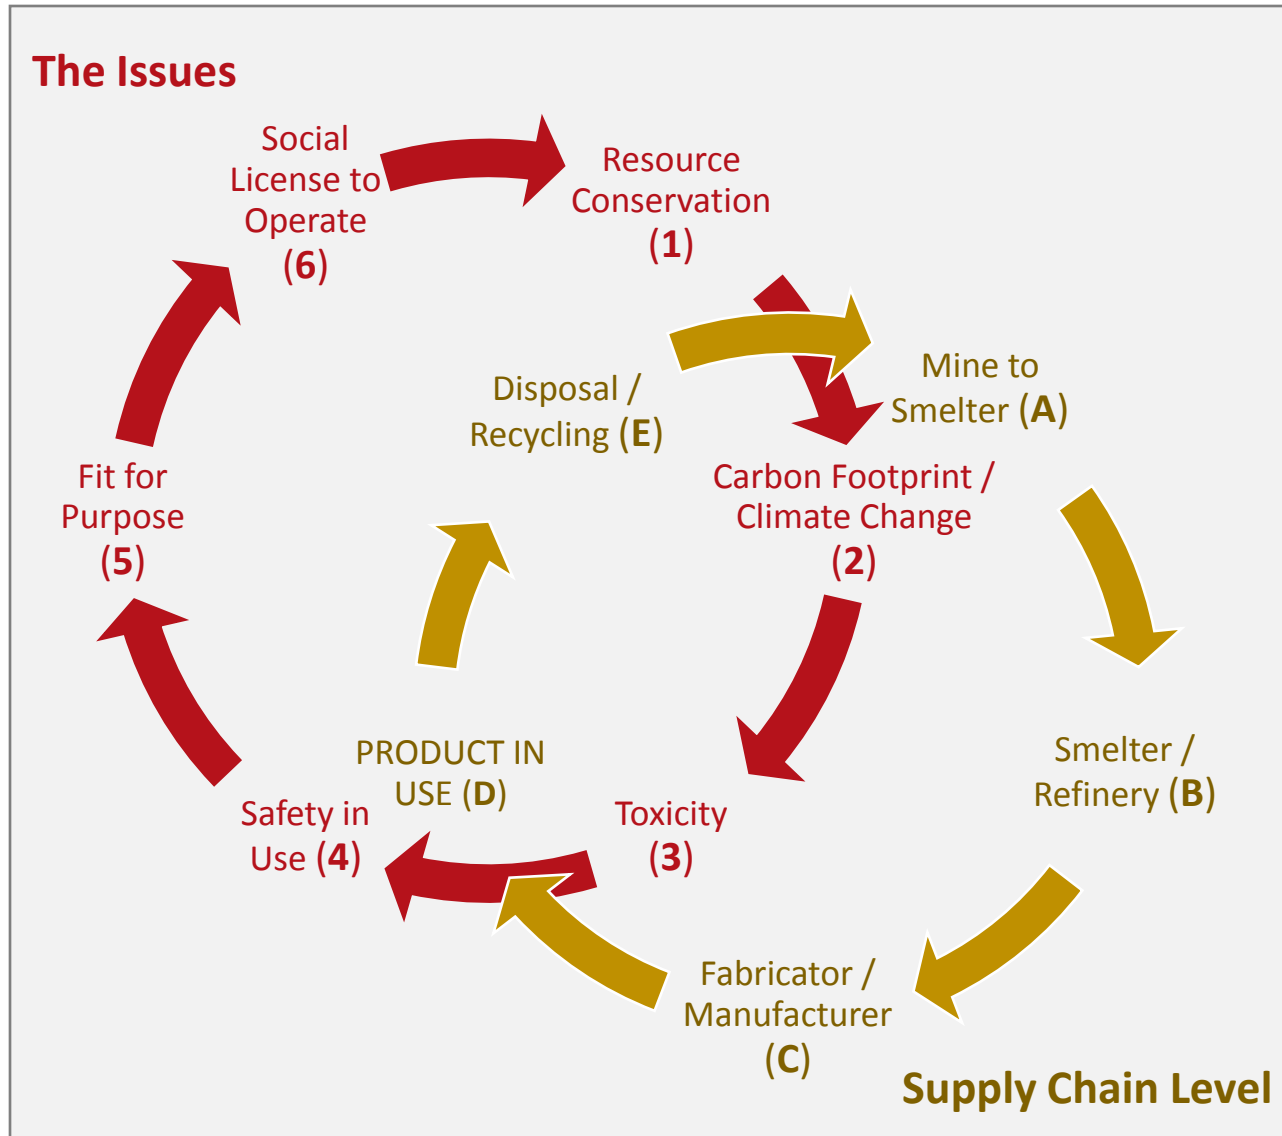 The Issues
Social
License to
Operate
(6)
Resource
Conservation
(1)
Mine to
Smelter (A)
Disposal /
Recycling (E)
Carbon Footprint /
Climate Change
(2)
Fit for
Purpose
(5)
PRODUCT IN
USE (D)
Smelter /
Refinery (B)
Safety in
Use (4)
Toxicity
(3)
Fabricator /
Manufacturer
(C)
Supply Chain Level